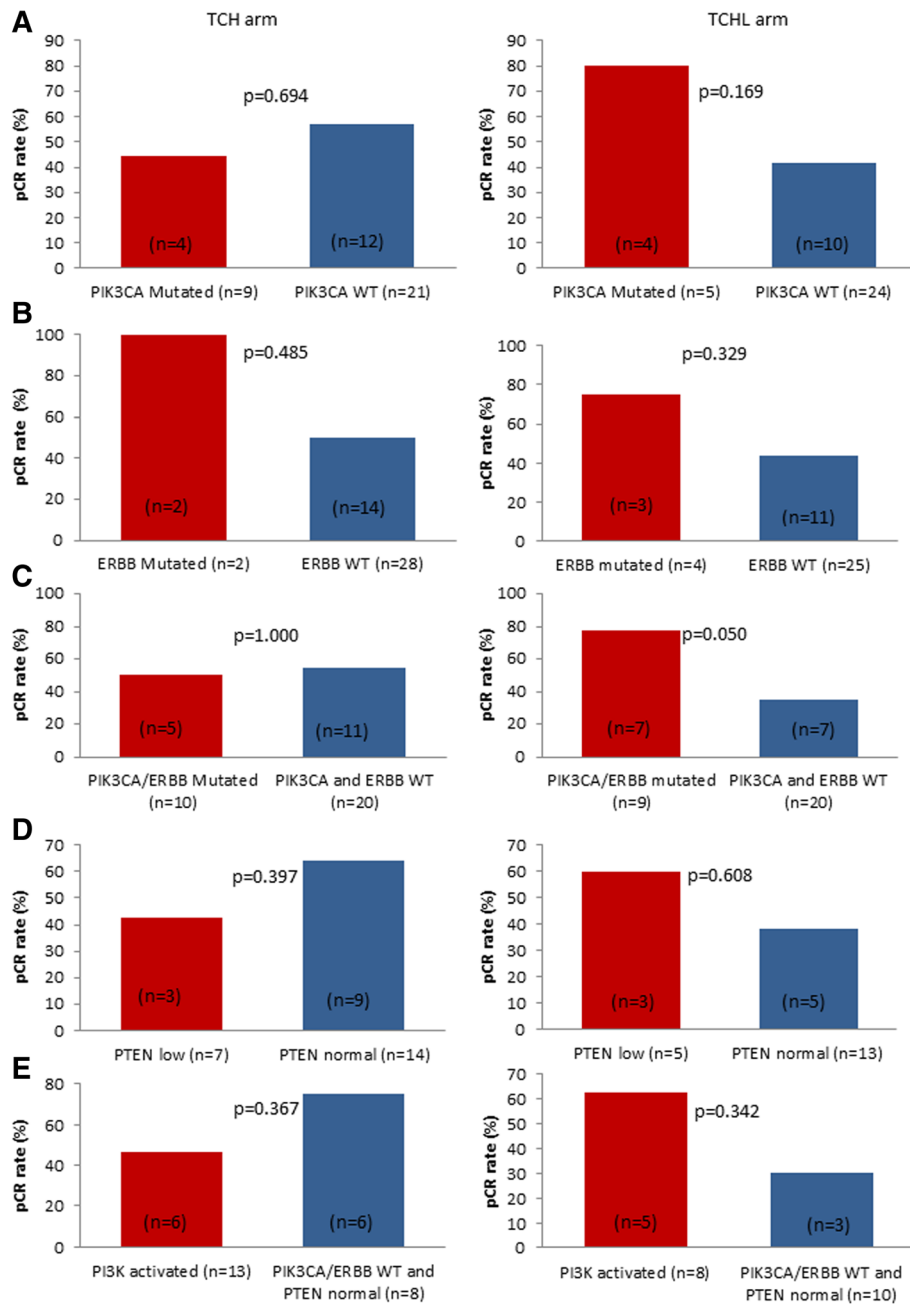 A
TCH arm
TCHL arm
pCR rate (%)
90
80
70
60
50
40
30
20
10
0
p=0.694
(n=4)
(n=12)
PIK3CA Mutated (n=9)
PIK3CA WT (n=21)
pCR rate (%)
90
80
70
60
50
40
30
20
10
0
p=0.169
(n=4)
(n=10)
PIK3CA Mutated (n=5)
PIK3CA WT (n=24)
B
pCR rate (%)
100
80
60
40
20
0
p=0.485
(n=2)
(n=14)
ERBB Mutated (n=2)
ERBB WT (n=28)
pCR rate (%)
100
80
60
40
20
0
p=0.329
(n=3)
(n=11)
ERBB mutated (n=4)
ERBB WT (n=25)
C
pCR rate (%)
100
80
60
40
20
0
p=1.000
(n=5)
(n=11)
PIK3CA/ERBB Mutated
(n=10)
PIK3CA and ERBB WT
(n=20)
pCR rate (%)
100
80
60
40
20
0
p=0.050
(n=7)
(n=7)
PIK3CA/ERBB mutated
(n=9)
PIK3CA and ERBB WT
(n=20)
D
pCR rate (%)
70
60
50
40
30
20
10
0
p=0.397
(n=3)
(n=9)
PTEN low (n=7)
PTEN normal (n=14)
pCR rate (%)
70
60
50
40
30
20
10
0
p=0.608
(n=3)
(n=5)
PTEN low (n=5)
PTEN normal (n=13)
E
pCR rate (%)
80
60
40
20
0
p=0.367
(n=6)
(n=6)
PI3K activated (n=13)
PIK3CA/ERBB WT and
PTEN normal (n=8)
pCR rate (%)
70
60
50
40
30
20
10
0
p=0.342
(n=5)
(n=3)
PI3K activated (n=8)
PIK3CA/ERBB WT and
PTEN normal (n=10)